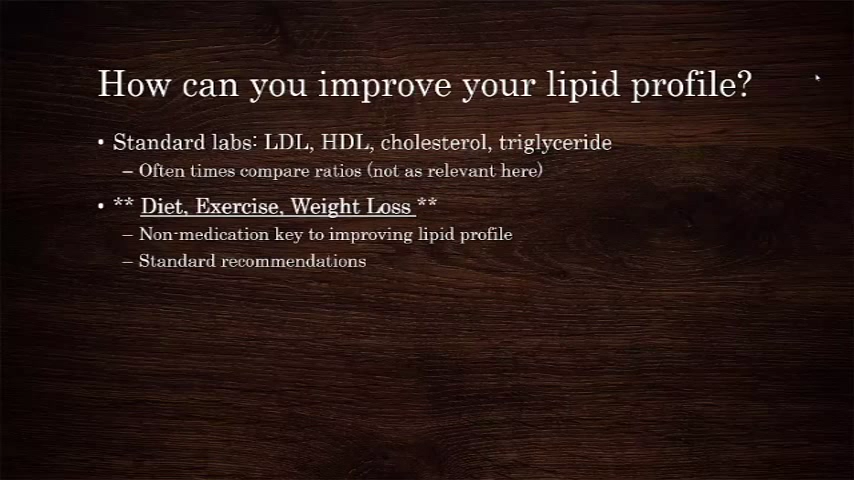 How can you improve your lipid profile?
• Standard labs: LDL, HDL, cholesterol, triglyceride
– Often times compare ratios (not as relevant here)
• ** Diet, Exercise, Weight Loss **
– Non-medication key to improving lipid profile
– Standard recommendations